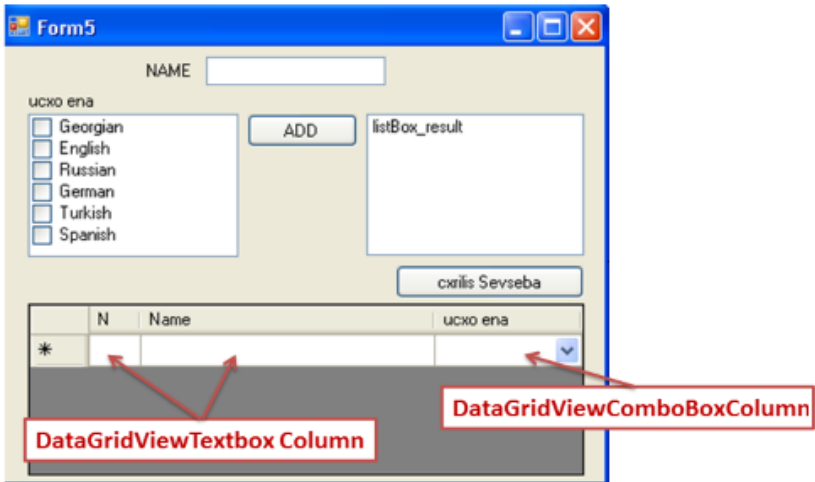 Form5
NAME
ucxo ena
Georgian
English
Russian
German
Turkish
Spanish
ADD
listBox_result
cxrilis Sevseba
N Name ucxo ena
DataGridViewComboBoxColumn
DataGridViewTextbox Column